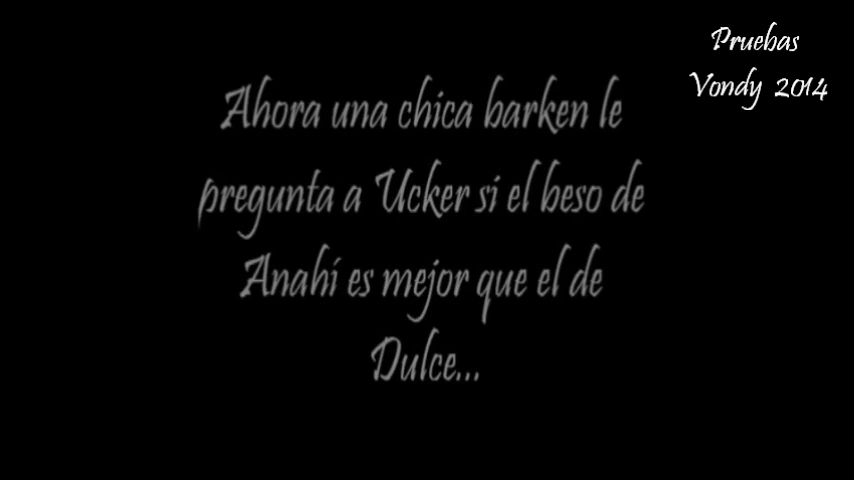 Pruebas
Vondy 2014
Ahora una chica barken le
pregunta a Ucker si el beso de
Anahí es mejor que el de
Dulce...